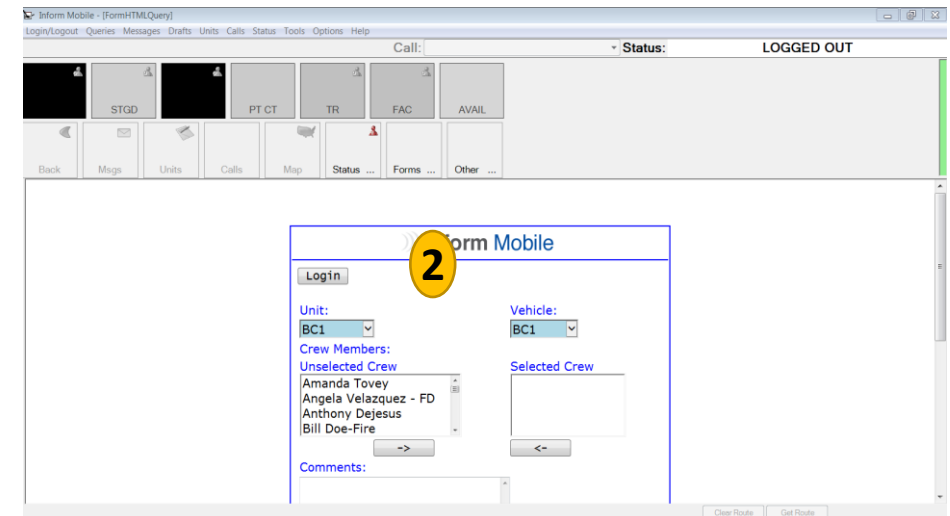 Inform Mobile - [FormHTMLQuery]
Login/Logout Queries Messages Drafts Units Calls Status Tools Options Help
Call: Status: LOGGED OUT
STGD PT CT TR FAC AVAIL
Back Msgs Units Calls Map Status ... Forms ... Other ...
form Mobile
2
Login
Unit: Vehicle:
BC1 BC1
Crew Members:
Unselected Crew Selected Crew
Amanda Tovey
Angela Velazquez - FD
Anthony Dejesus
Bill Doe-Fire
-> <-
Comments:
Clear Route Get Route